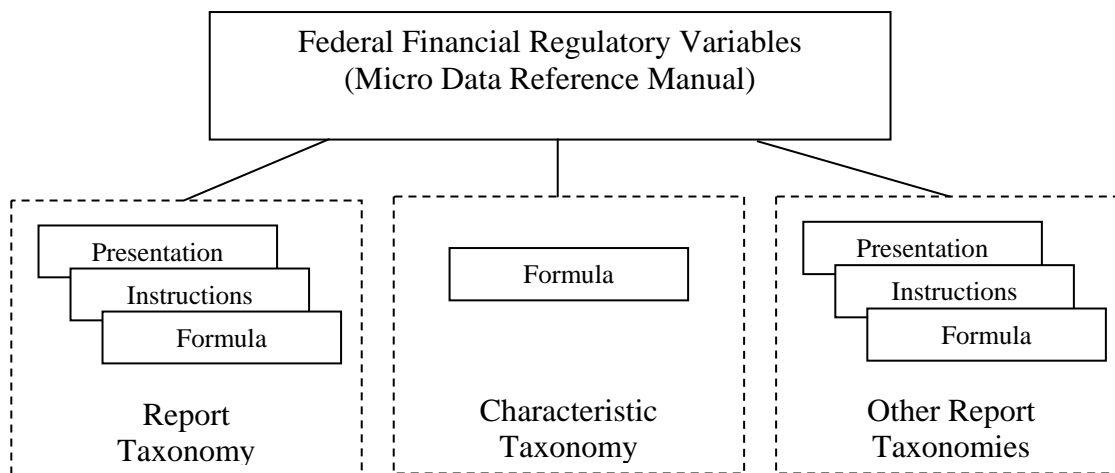 Federal Financial Regulatory Variables
(Micro Data Reference Manual)
Presentation
Instructions
Formula
Report
Taxonomy
Formula
Characteristic
Taxonomy
Presentation
Instructions
Formula
Other Report
Taxonomies